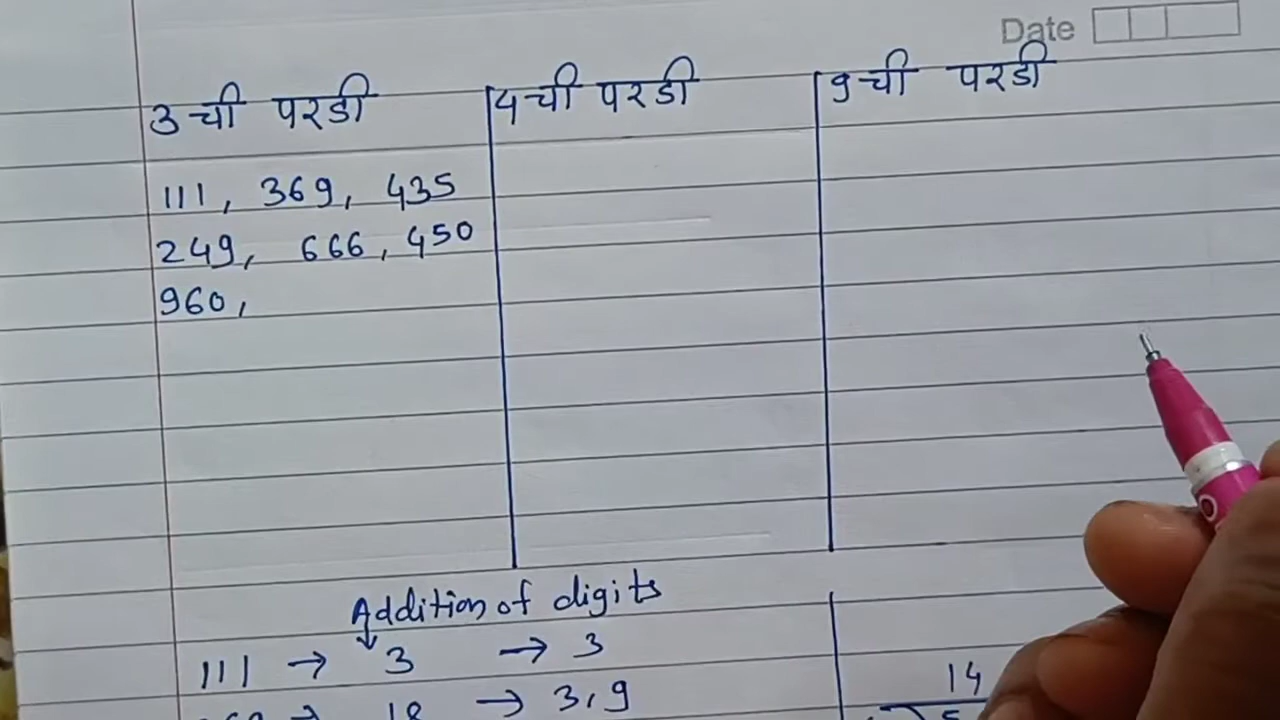 Date
3 ची परडी
4 ची परडी
9 ची परडी
111, 369, 435
249, 666, 450
960,
Addition of digits
111 → 3 → 3
→ 18 → 3, 9
14